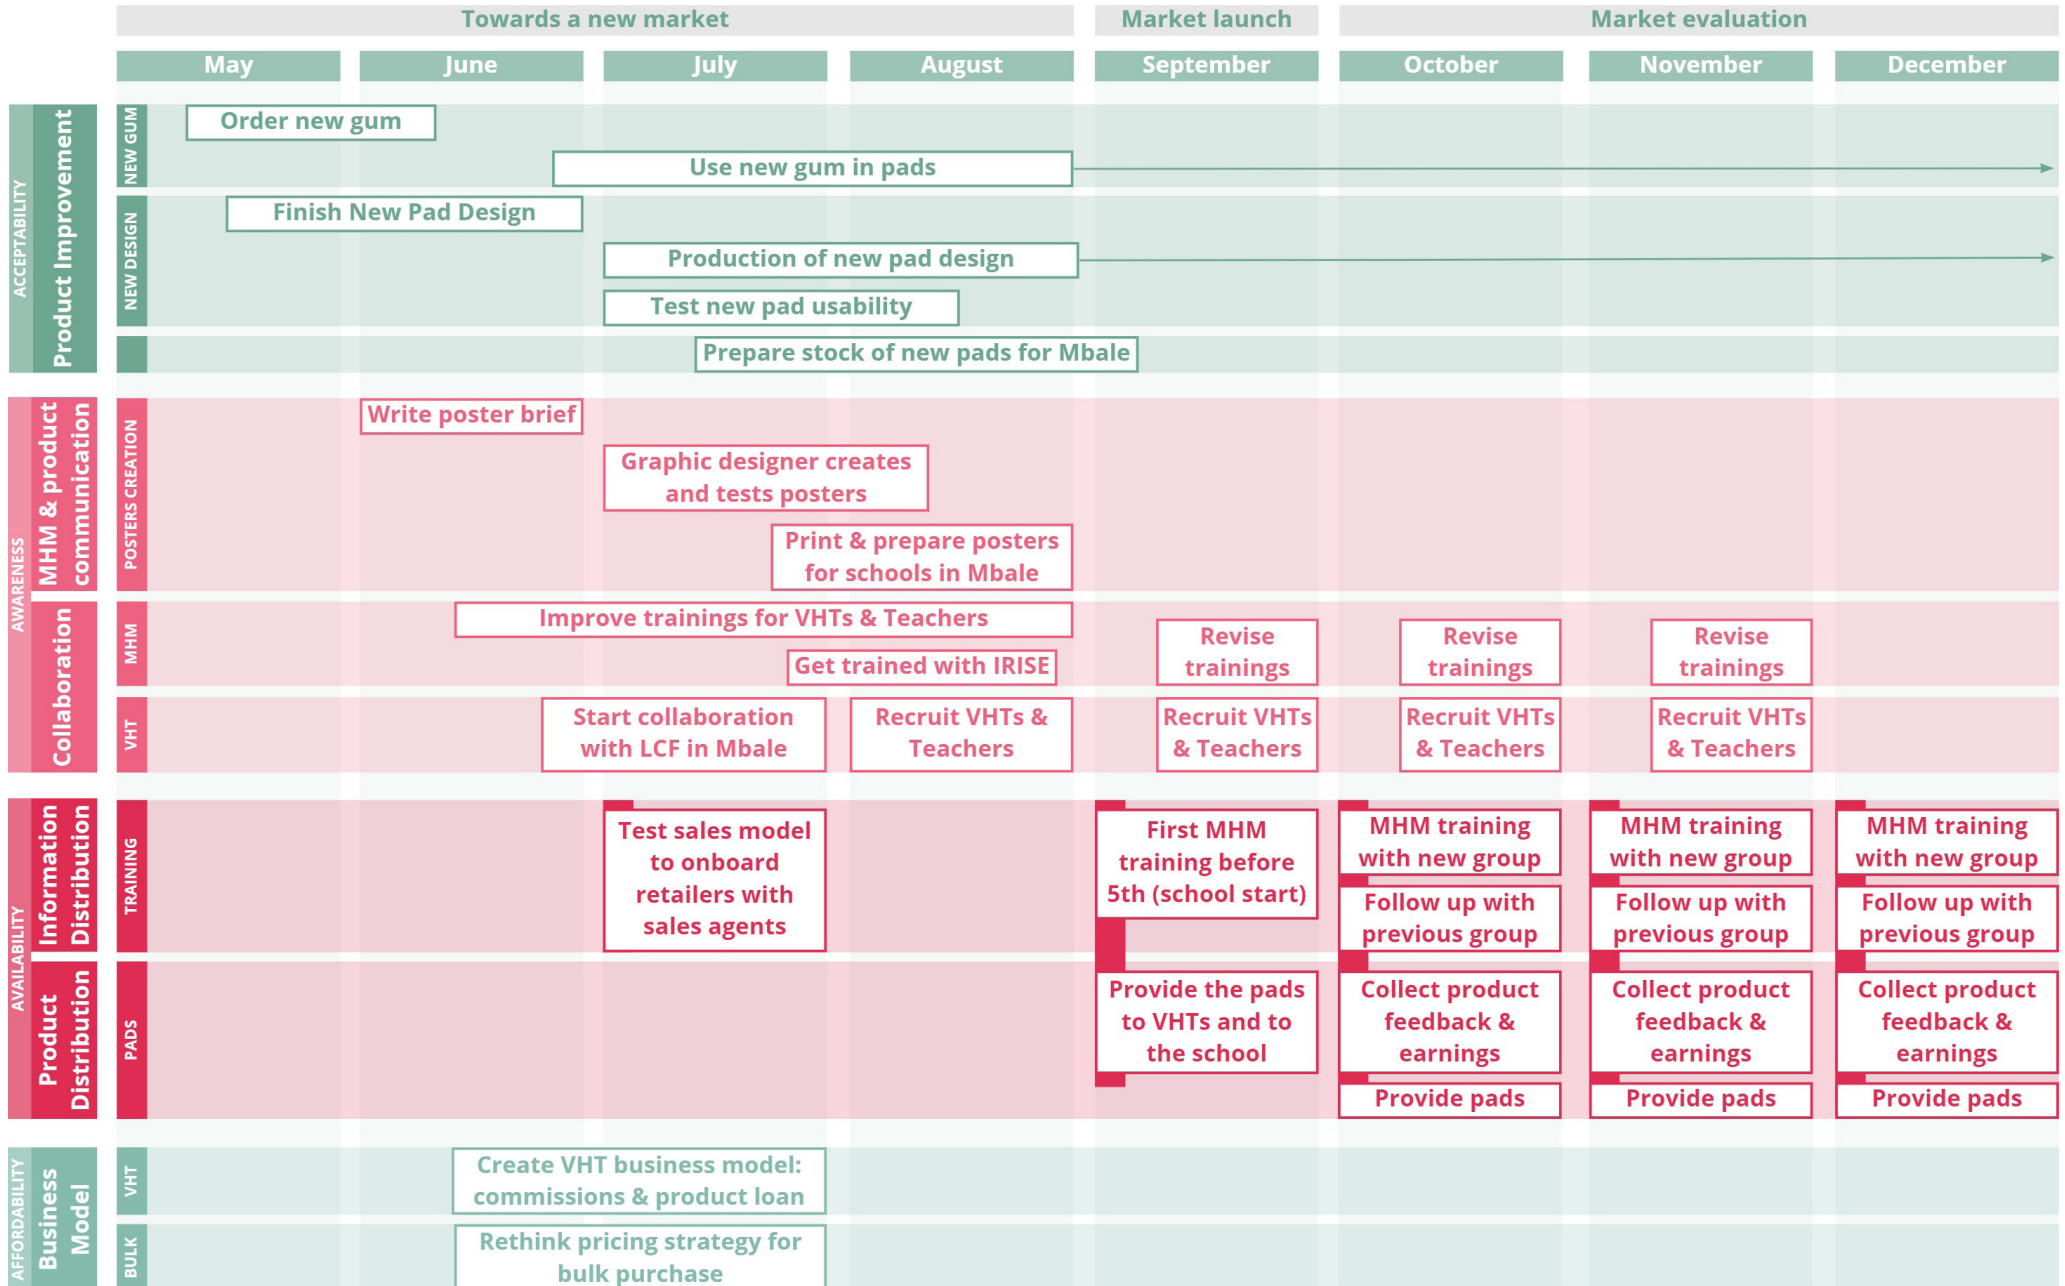 Towards a new market
Market launch
Market evaluation
May
June
July
August
September
October
November
December
ACCEPTABILITY
Product Improvement
NEW GUM
Order new gum
Use new gum in pads
NEW DESIGN
Finish New Pad Design
Production of new pad design
Test new pad usability
Prepare stock of new pads for Mbale
AWARENESS
MHM & product
communication
POSTERS CREATION
Write poster brief
Graphic designer creates
and tests posters
Print & prepare posters
for schools in Mbale
Collaboration
MHM
Improve trainings for VHTs & Teachers
Get trained with IRISE
Revise
trainings
Revise
trainings
Revise
trainings
VHT
Start collaboration
with LCF in Mbale
Recruit VHTs &
Teachers
Recruit VHTs
& Teachers
Recruit VHTs
& Teachers
Recruit VHTs
& Teachers
AVAILABILITY
Information
Distribution
TRAINING
Test sales model
to onboard
retailers with
sales agents
First MHM
training before
5th (school start)
MHM training
with new group
MHM training
with new group
MHM training
with new group
Follow up with
previous group
Follow up with
previous group
Follow up with
previous group
Product
Distribution
PADS
Provide the pads
to VHTs and to
the school
Collect product
feedback &
earnings
Collect product
feedback &
earnings
Collect product
feedback &
earnings
Provide pads
Provide pads
Provide pads
AFFORDABILITY
Business
Model
VHT
Create VHT business model:
commissions & product loan
BULK
Rethink pricing strategy for
bulk purchase